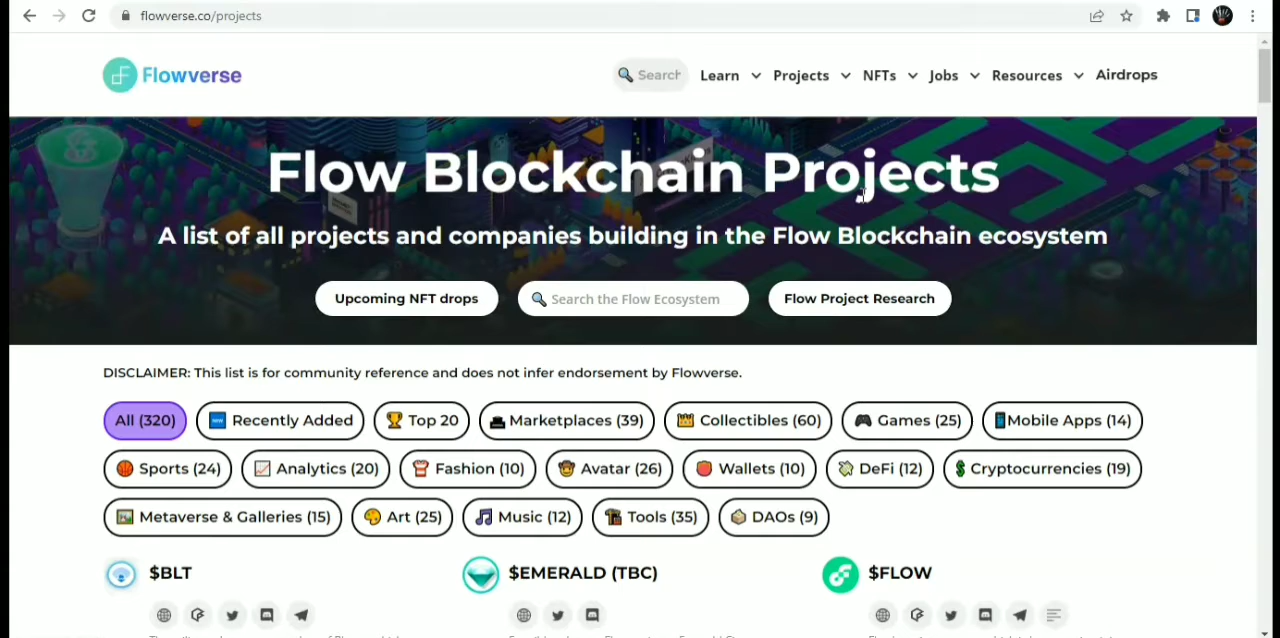 flowverse.co/projects
Flowverse
Search Learn Projects NFTs Jobs Resources Airdrops
Flow Blockchain Projects
A list of all projects and companies building in the Flow Blockchain ecosystem
Upcoming NFT drops Search the Flow Ecosystem Flow Project Research
DISCLAIMER: This list is for community reference and does not infer endorsement by Flowverse.
All (320) Recently Added Top 20 Marketplaces (39) Collectibles (60) Games (25) Mobile Apps (14)
Sports (24) Analytics (20) Fashion (10) Avatar (26) Wallets (10) DeFi (12) Cryptocurrencies (19)
Metaverse & Galleries (15) Art (25) Music (12) Tools (35) DAOs (9)
$BLT $EMERALD (TBC) $FLOW